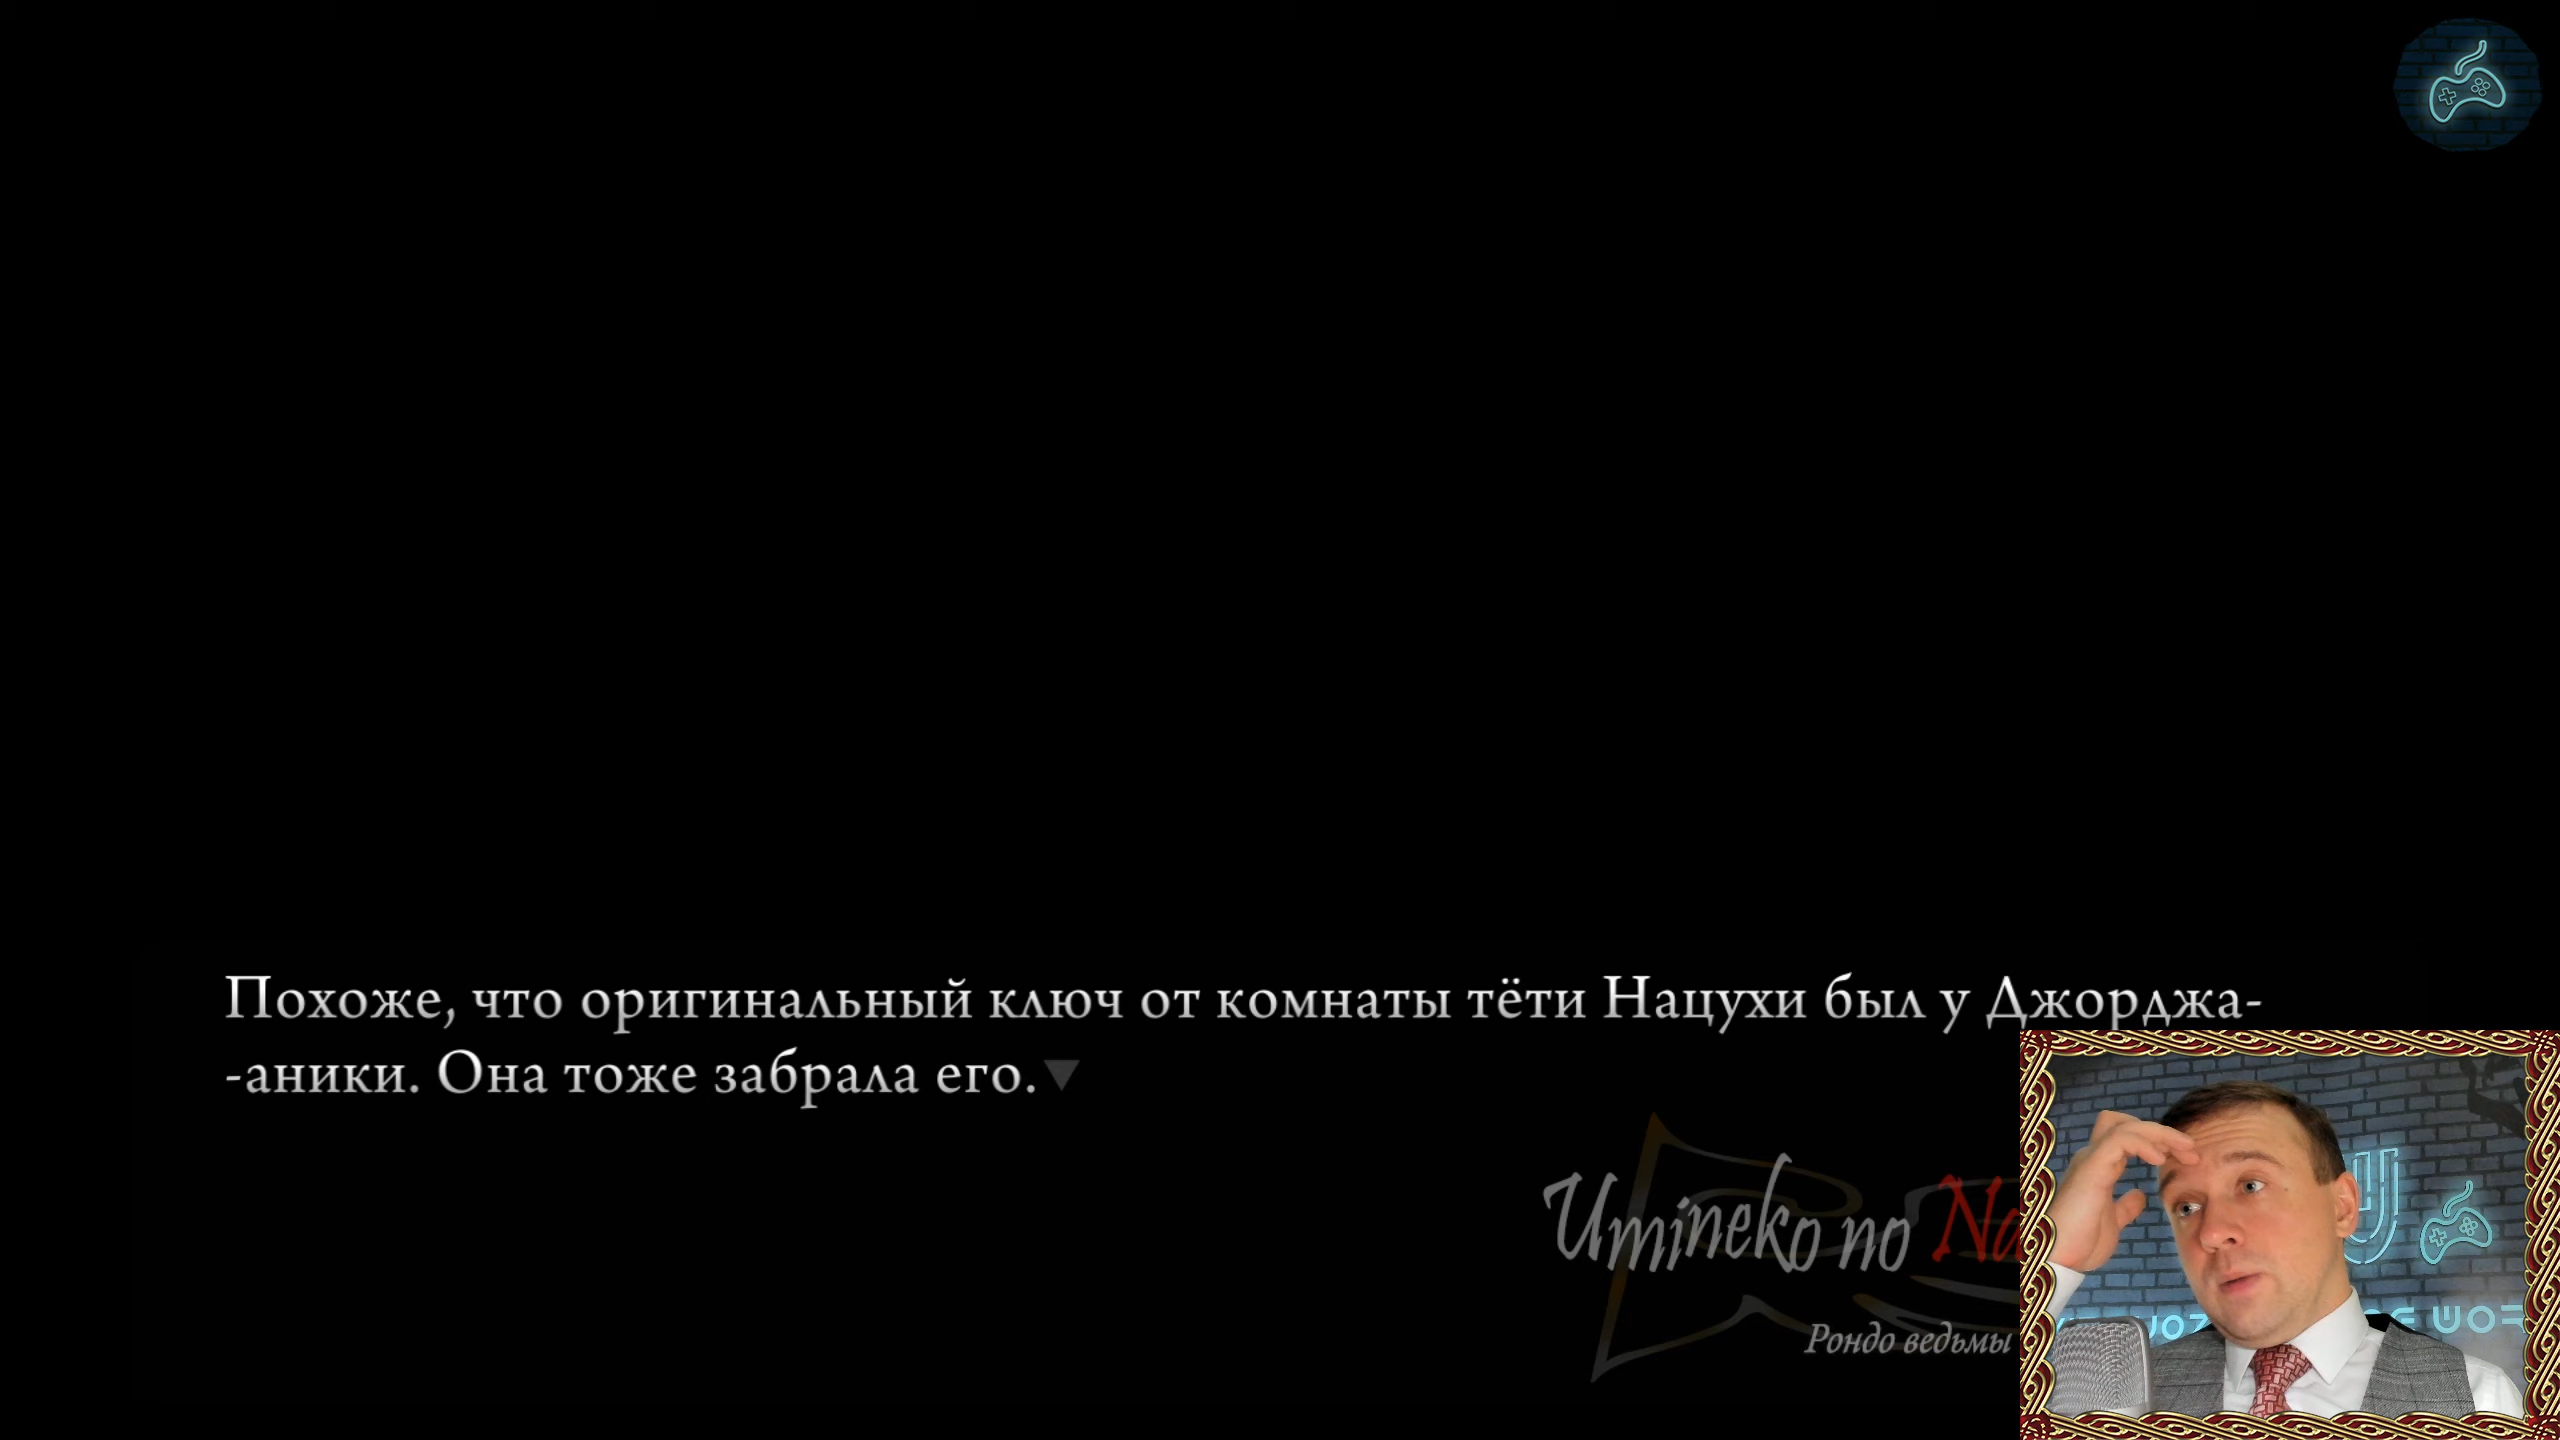 Похоже, что оригинальный ключ от комнаты тёти Нацухи был у Джорджа-
-аники. Она тоже забрала его.
Umineko no Na
Рондо ведьмы